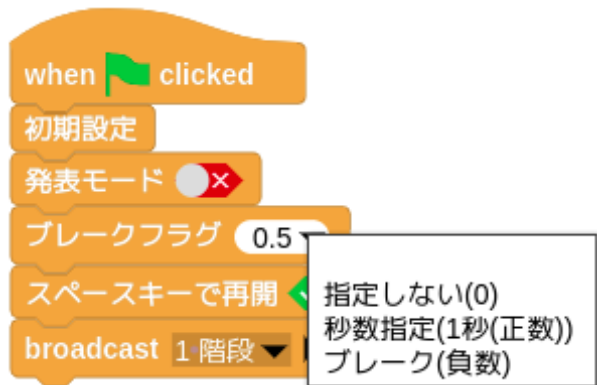 when clicked
初期設定
発表モード
ブレークフラグ 0.5
スペースキーで再開
broadcast 1 階段
指定しない(0)
秒数指定(1秒(正数))
ブレーク(負数)